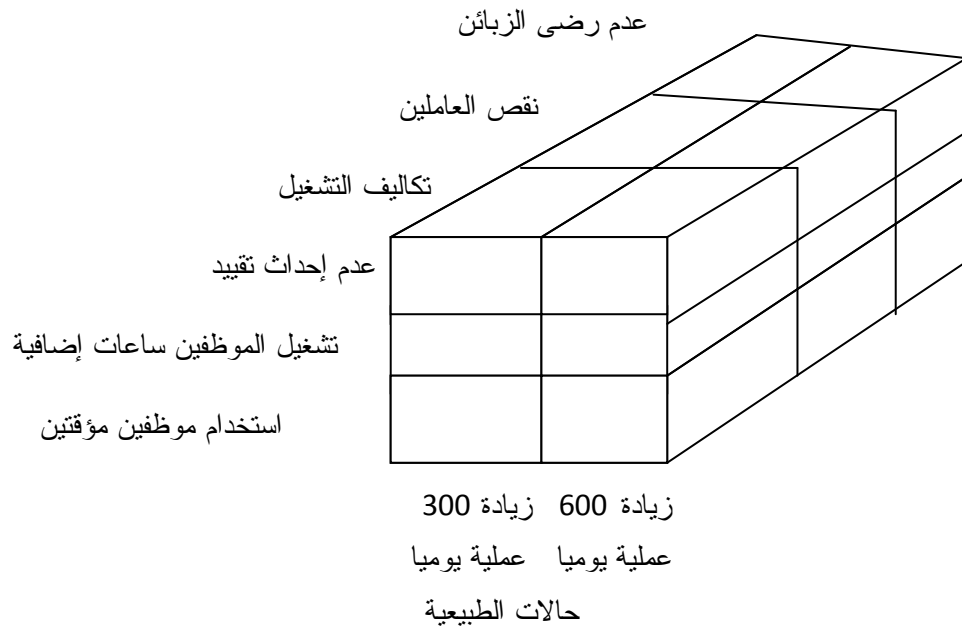 عدم رضى الزبائن
نقص العاملين
تكاليف التشغيل
عدم إحداث تقييد
تشغيل الموظفين ساعات إضافية
استخدام موظفين مؤقتين
زيادة 600 زيادة 300
عملية يوميا عملية يوميا
حالات الطبيعية